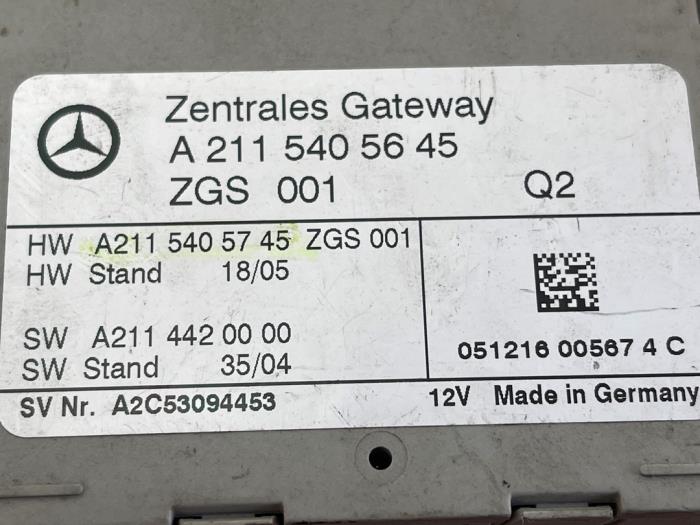 Zentrales Gateway
A 211 540 56 45
ZGS 001 Q2
HW A211 540 57 45 ZGS 001
HW Stand 18/05
SW A211 442 00 00
SW Stand 35/04
051216 00567 4 C
SV Nr. A2C53094453
12V Made in Germany